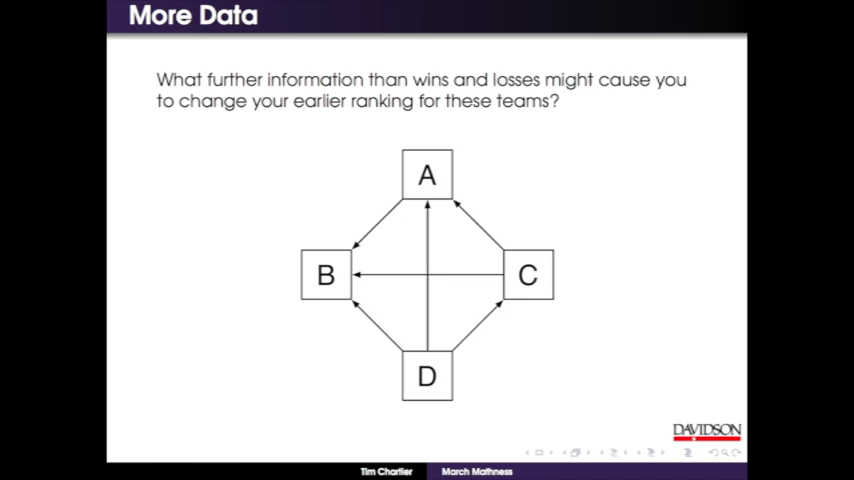 More Data
What further information than wins and losses might cause you
to change your earlier ranking for these teams?
A
B
C
D
DAVIDSON
Tim Chartier
March Mathness